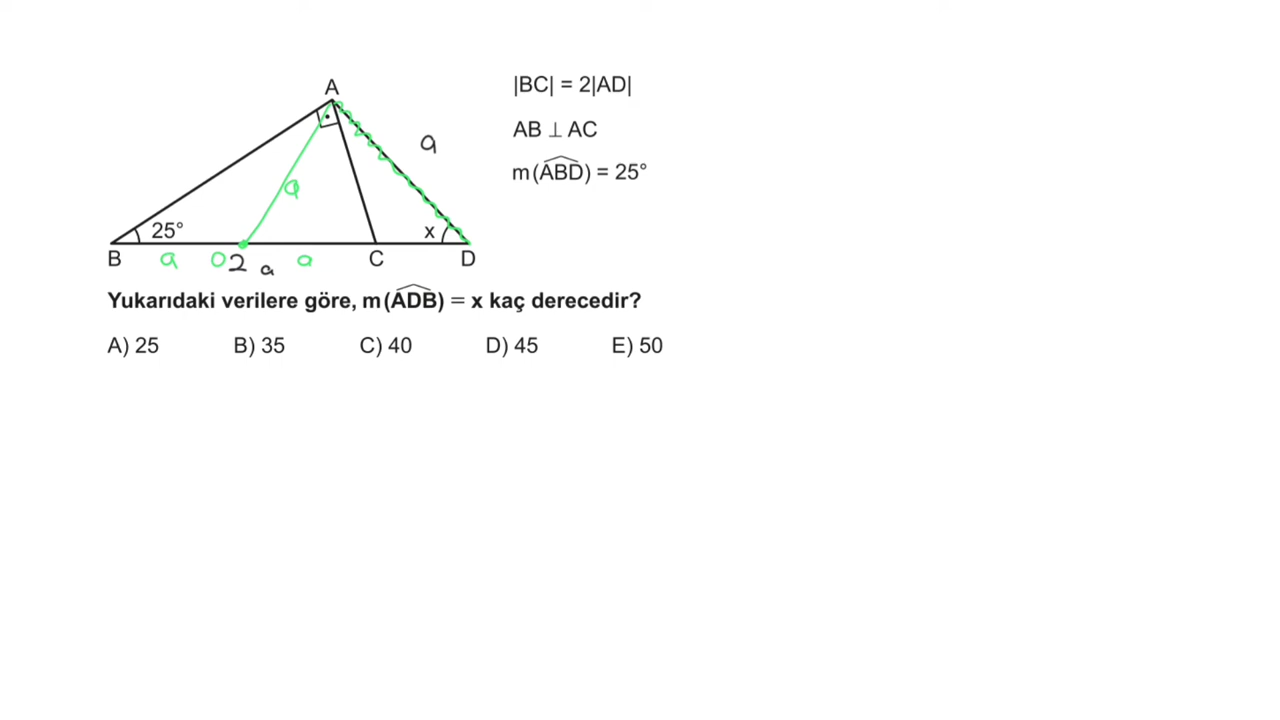 A
|BC| = 2|AD|
a
AB ⊥ AC
m(ABD) = 25°
a
25°
x
B
a
O
2a
a
C
D
Yukarıdaki verilere göre, m(ADB) = x kaç derecedir?
A) 25 B) 35 C) 40 D) 45 E) 50